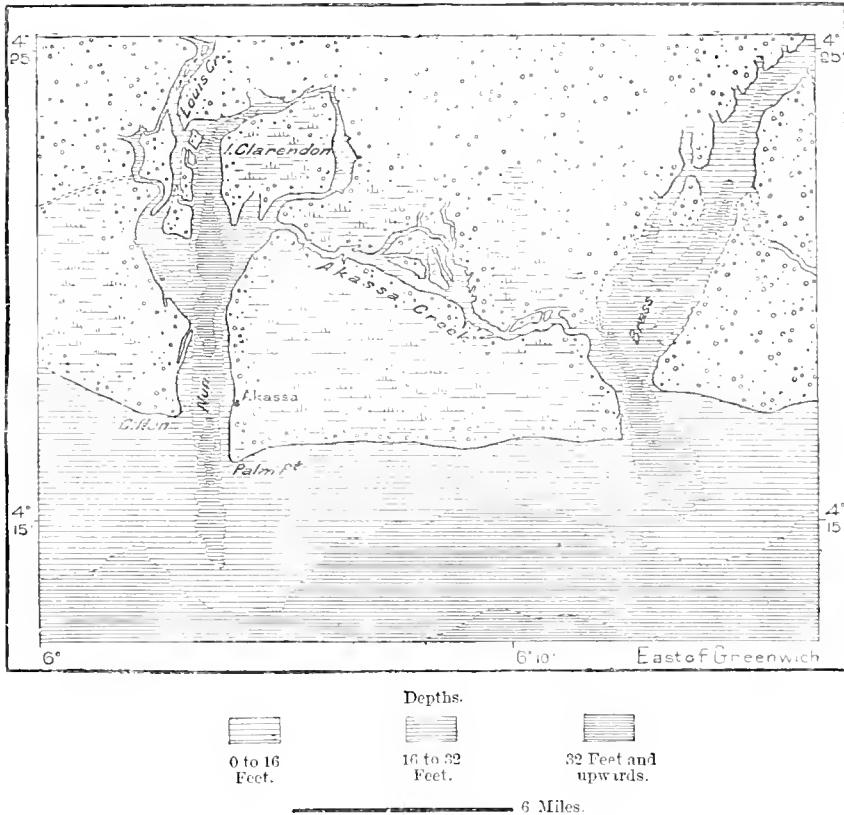 4°
25'
4°
25'
Louis Cr.
I. Clarendon
Akassa Creek
Brass
Nun
Akassa
C. Nun
Palm Pt
4°
15'
4°
15'
6°
6°10'
East of Greenwich
Depths.
0 to 16
Feet.
16 to 32
Feet.
32 Feet and
upwards.
6 Miles.